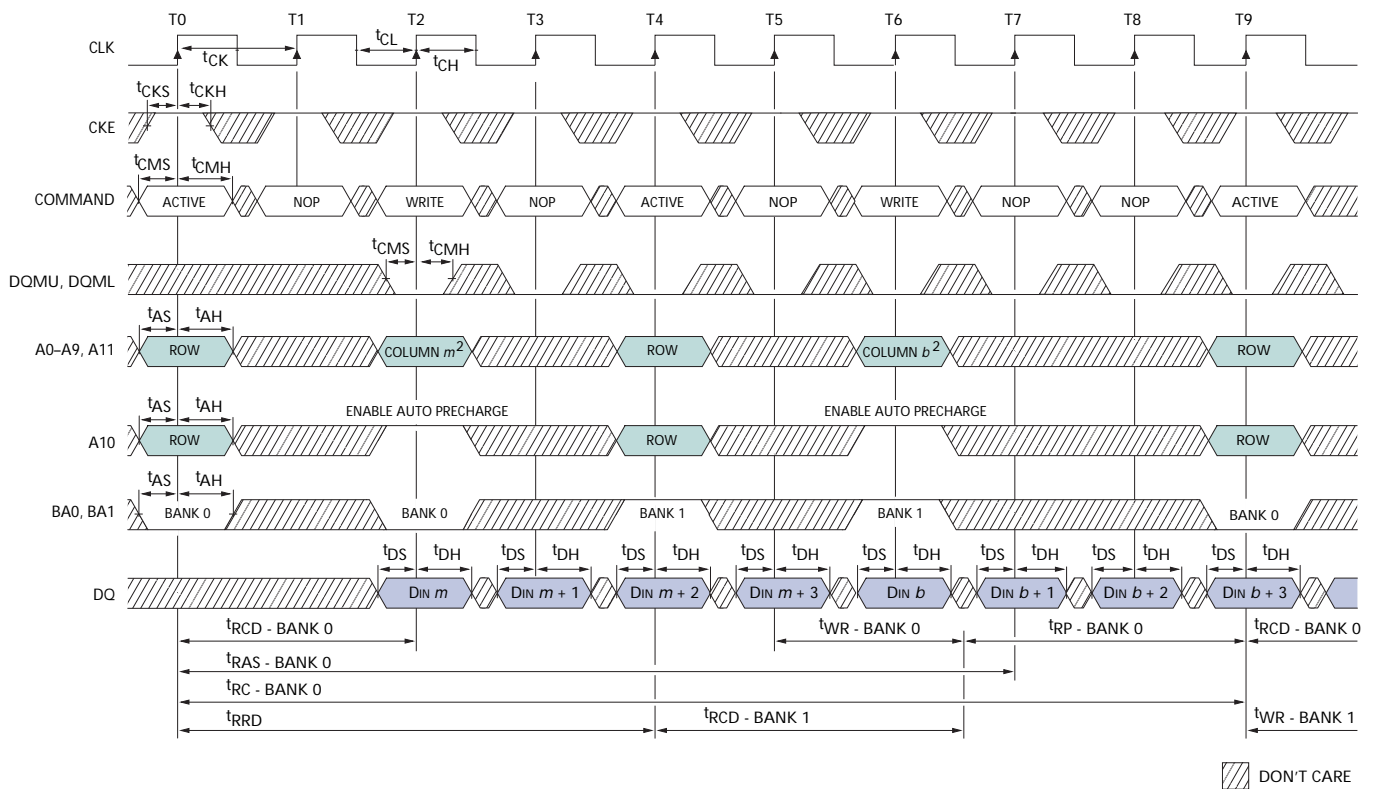 T0 T1 T2 T3 T4 T5 T6 T7 T8 T9
CLK
tCK tCL tCH
tCKS tCKH
CKE
tCMS tCMH
COMMAND ACTIVE NOP WRITE NOP ACTIVE NOP WRITE NOP NOP ACTIVE
tCMS tCMH
DQMU, DQML
tAS tAH
A0–A9, A11 ROW COLUMN m2 ROW COLUMN b2 ROW
tAS tAH ENABLE AUTO PRECHARGE ENABLE AUTO PRECHARGE
A10 ROW ROW ROW
tAS tAH
BA0, BA1 BANK 0 BANK 0 BANK 1 BANK 1 BANK 0
tDS tDH tDS tDH tDS tDH tDS tDH tDS tDH tDS tDH tDS tDH tDS tDH
DQ DIN m DIN m + 1 DIN m + 2 DIN m + 3 DIN b DIN b + 1 DIN b + 2 DIN b + 3
tRCD - BANK 0 tWR - BANK 0 tRP - BANK 0 tRCD - BANK 0
tRAS - BANK 0
tRC - BANK 0
tRRD tRCD - BANK 1 tWR - BANK 1
DON'T CARE